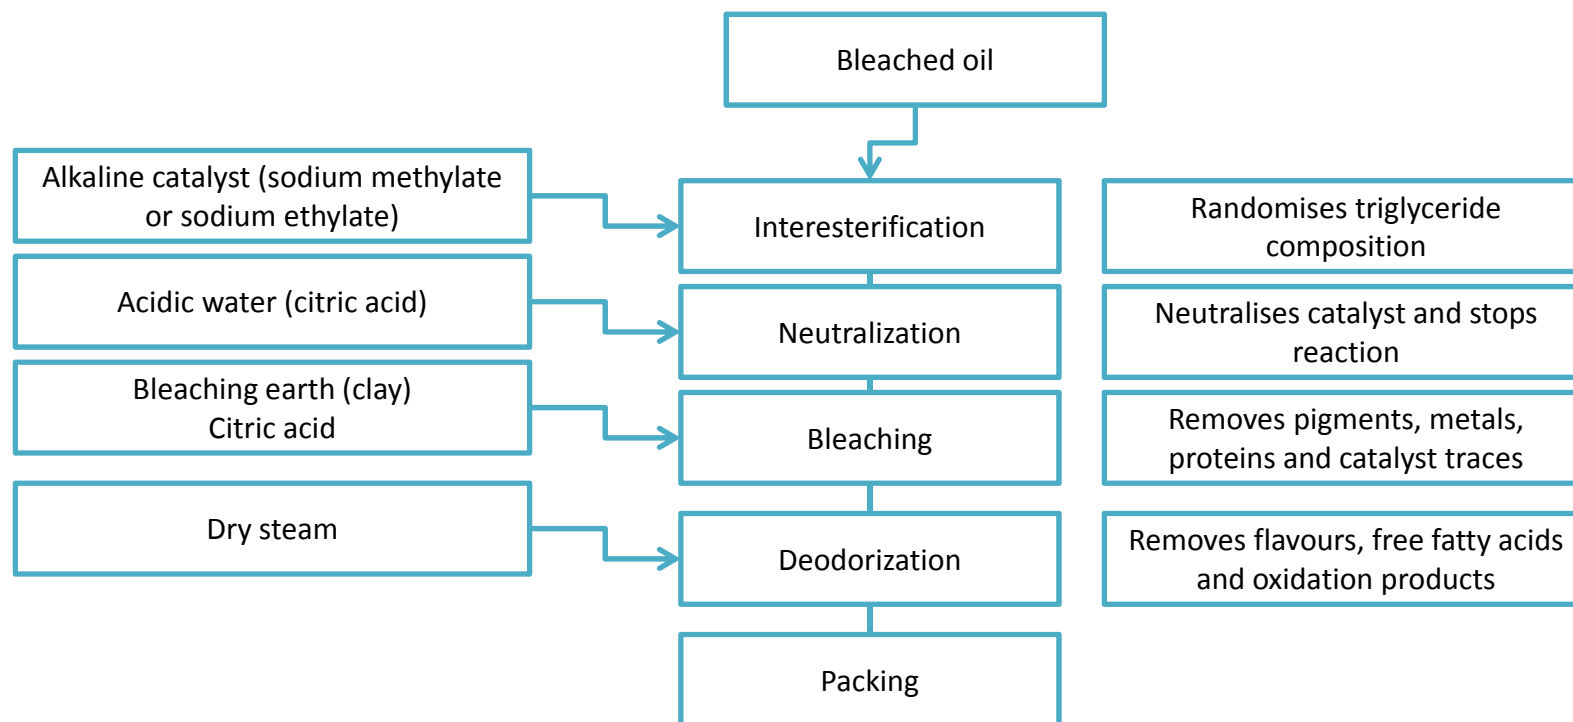 Bleached oil
Alkaline catalyst (sodium methylate
or sodium ethylate)
Interesterification
Randomises triglyceride
composition
Acidic water (citric acid)
Neutralization
Neutralises catalyst and stops
reaction
Bleaching earth (clay)
Citric acid
Bleaching
Removes pigments, metals,
proteins and catalyst traces
Dry steam
Deodorization
Removes flavours, free fatty acids
and oxidation products
Packing